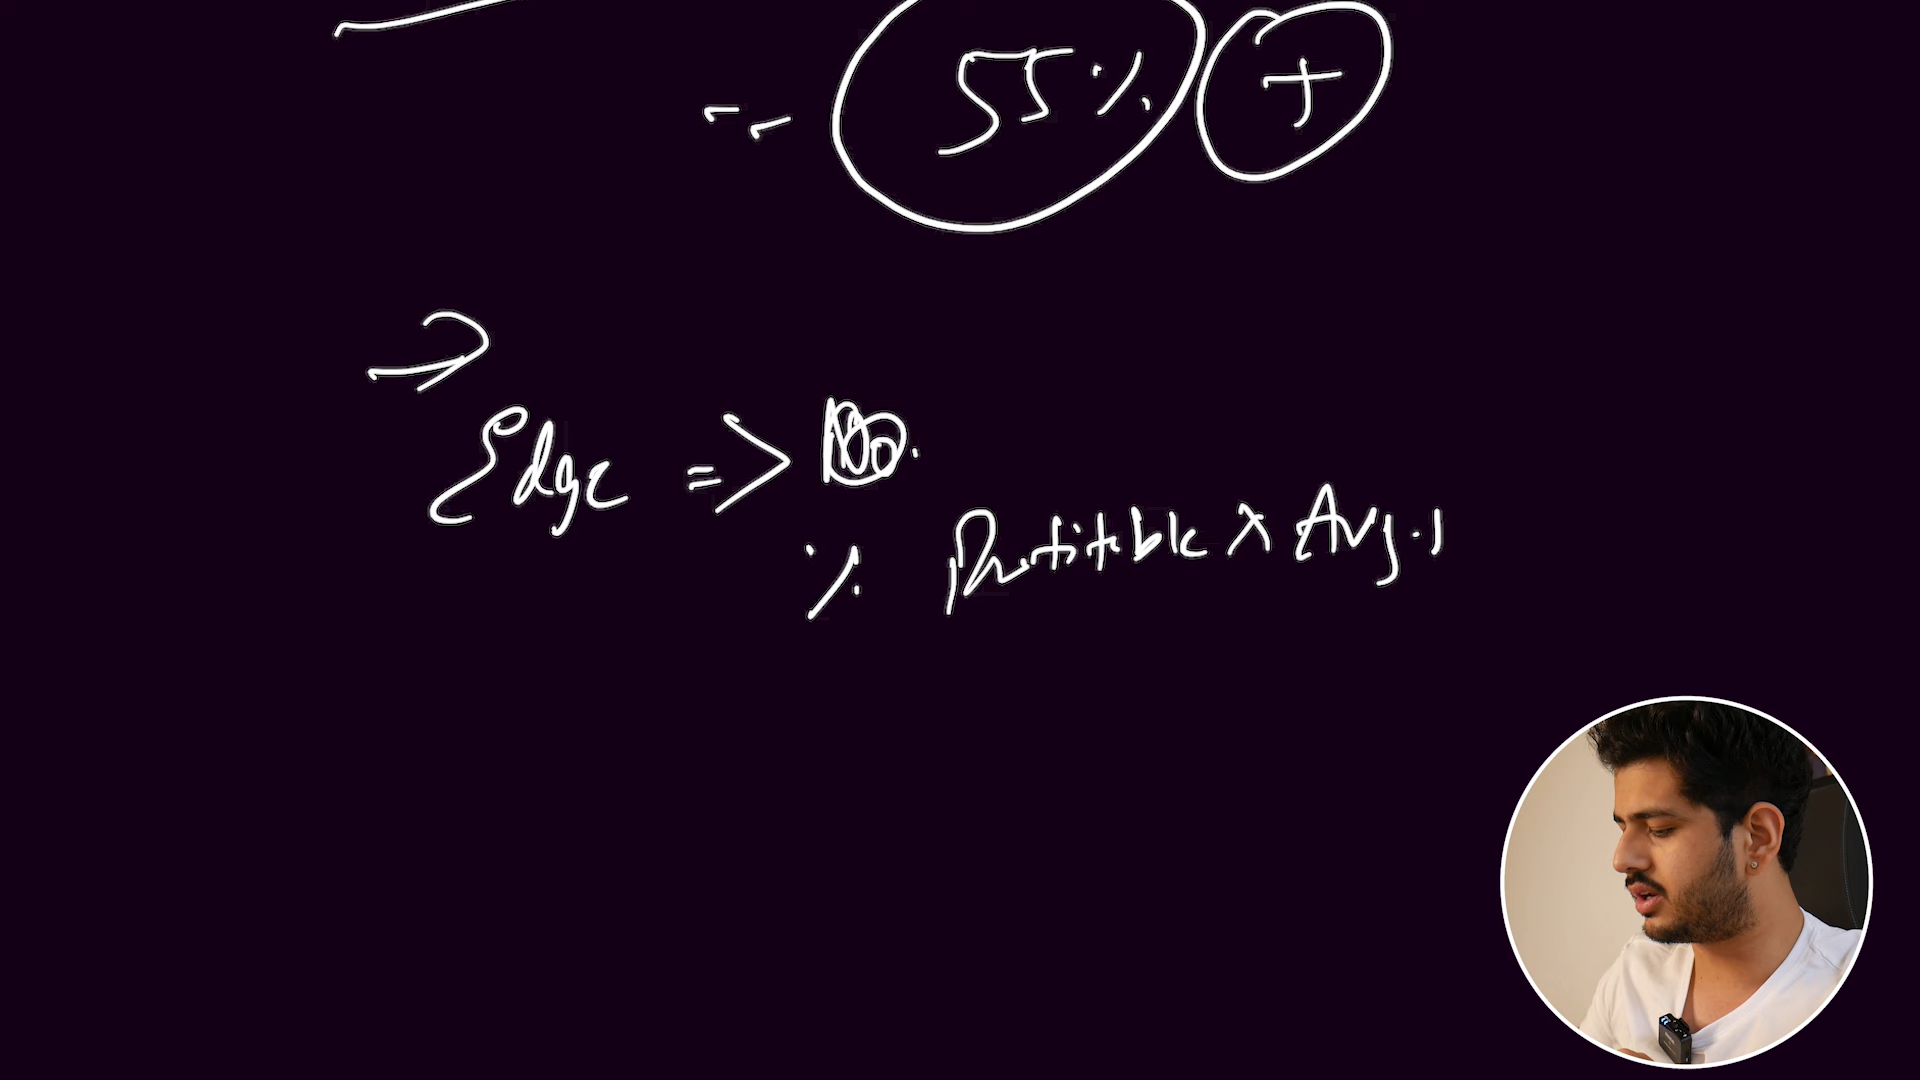 55% +
Edge =>
% Profitable x Avg.